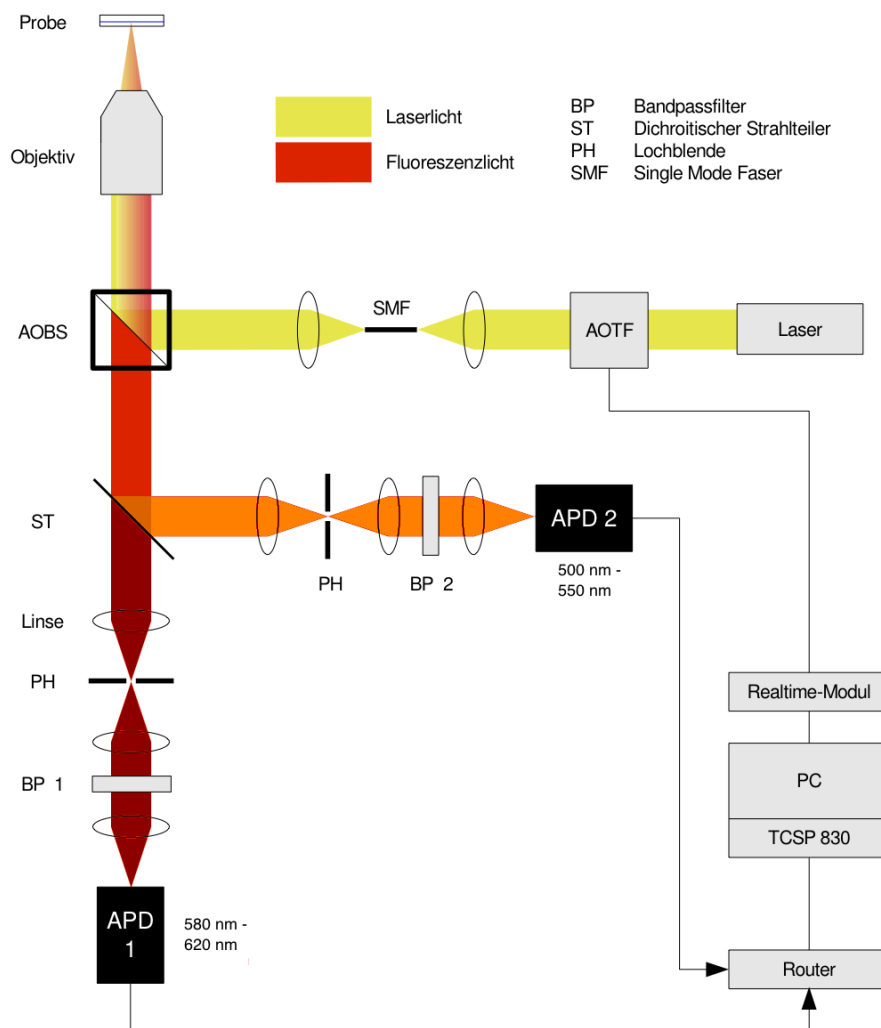 Probe
Objektiv
Laserlicht
Fluoreszenzlicht
BP Bandpassfilter
ST Dichroitischer Strahlteiler
PH Lochblende
SMF Single Mode Faser
AOBS
SMF
AOTF
Laser
ST
PH
BP 2
APD 2
500 nm -
550 nm
Linse
PH
BP 1
APD
1
580 nm -
620 nm
Realtime-Modul
PC
TCSP 830
Router